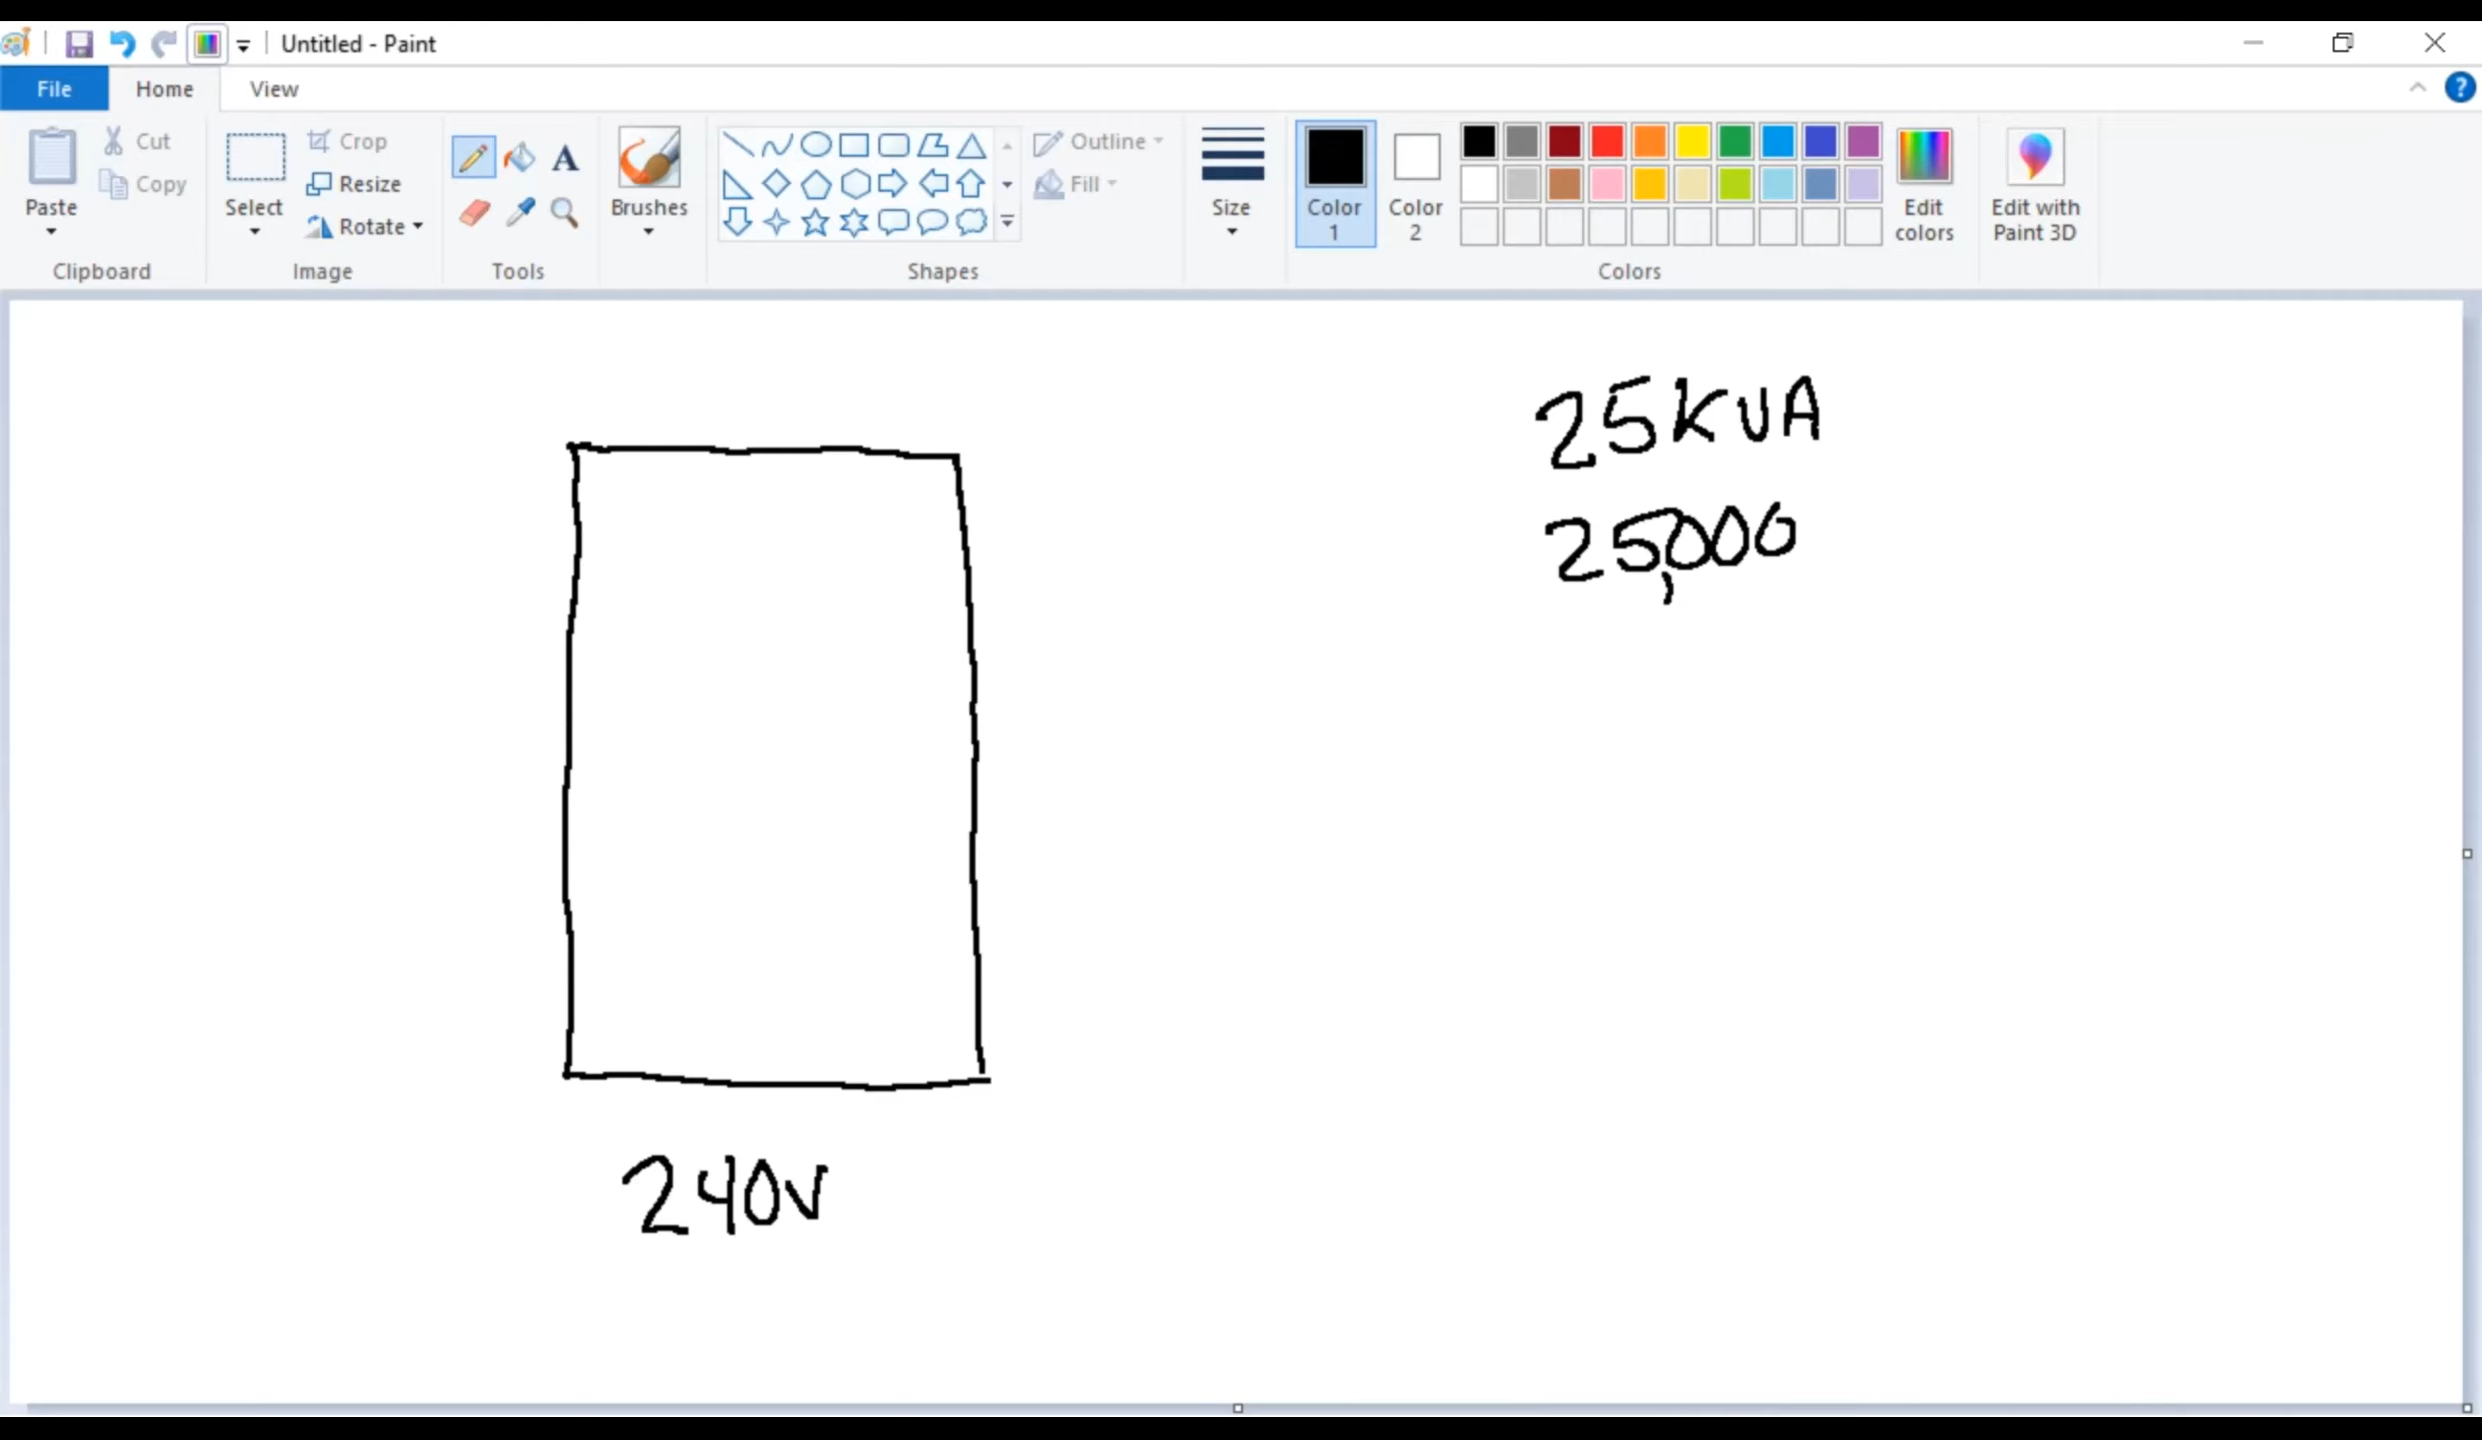 Untitled - Paint
File Home View
Paste
Cut
Copy
Clipboard
Select
Crop
Resize
Rotate
Image
A
Tools
Brushes
Shapes
Outline
Fill
Size
Color 1
Color 2
Colors
Edit colors
Edit with Paint 3D
?
25KVA
25,000
240V